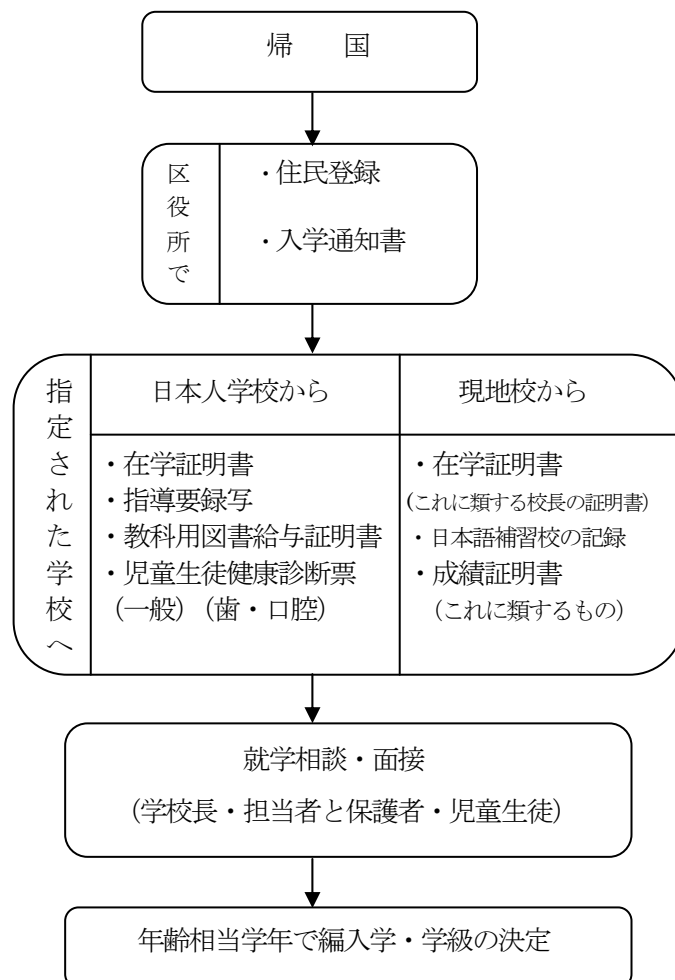 帰　　国
区役所で
・住民登録
・入学通知書
指定された学校へ
日本人学校から
・在学証明書
・指導要録写
・教科用図書給与証明書
・児童生徒健康診断票
(一般) (歯・口腔)
現地校から
・在学証明書
(これに類する校長の証明書)
・日本語補習校の記録
・成績証明書
(これに類するもの)
就学相談・面接
(学校長・担当者と保護者・児童生徒)
年齢相当学年で編入学・学級の決定